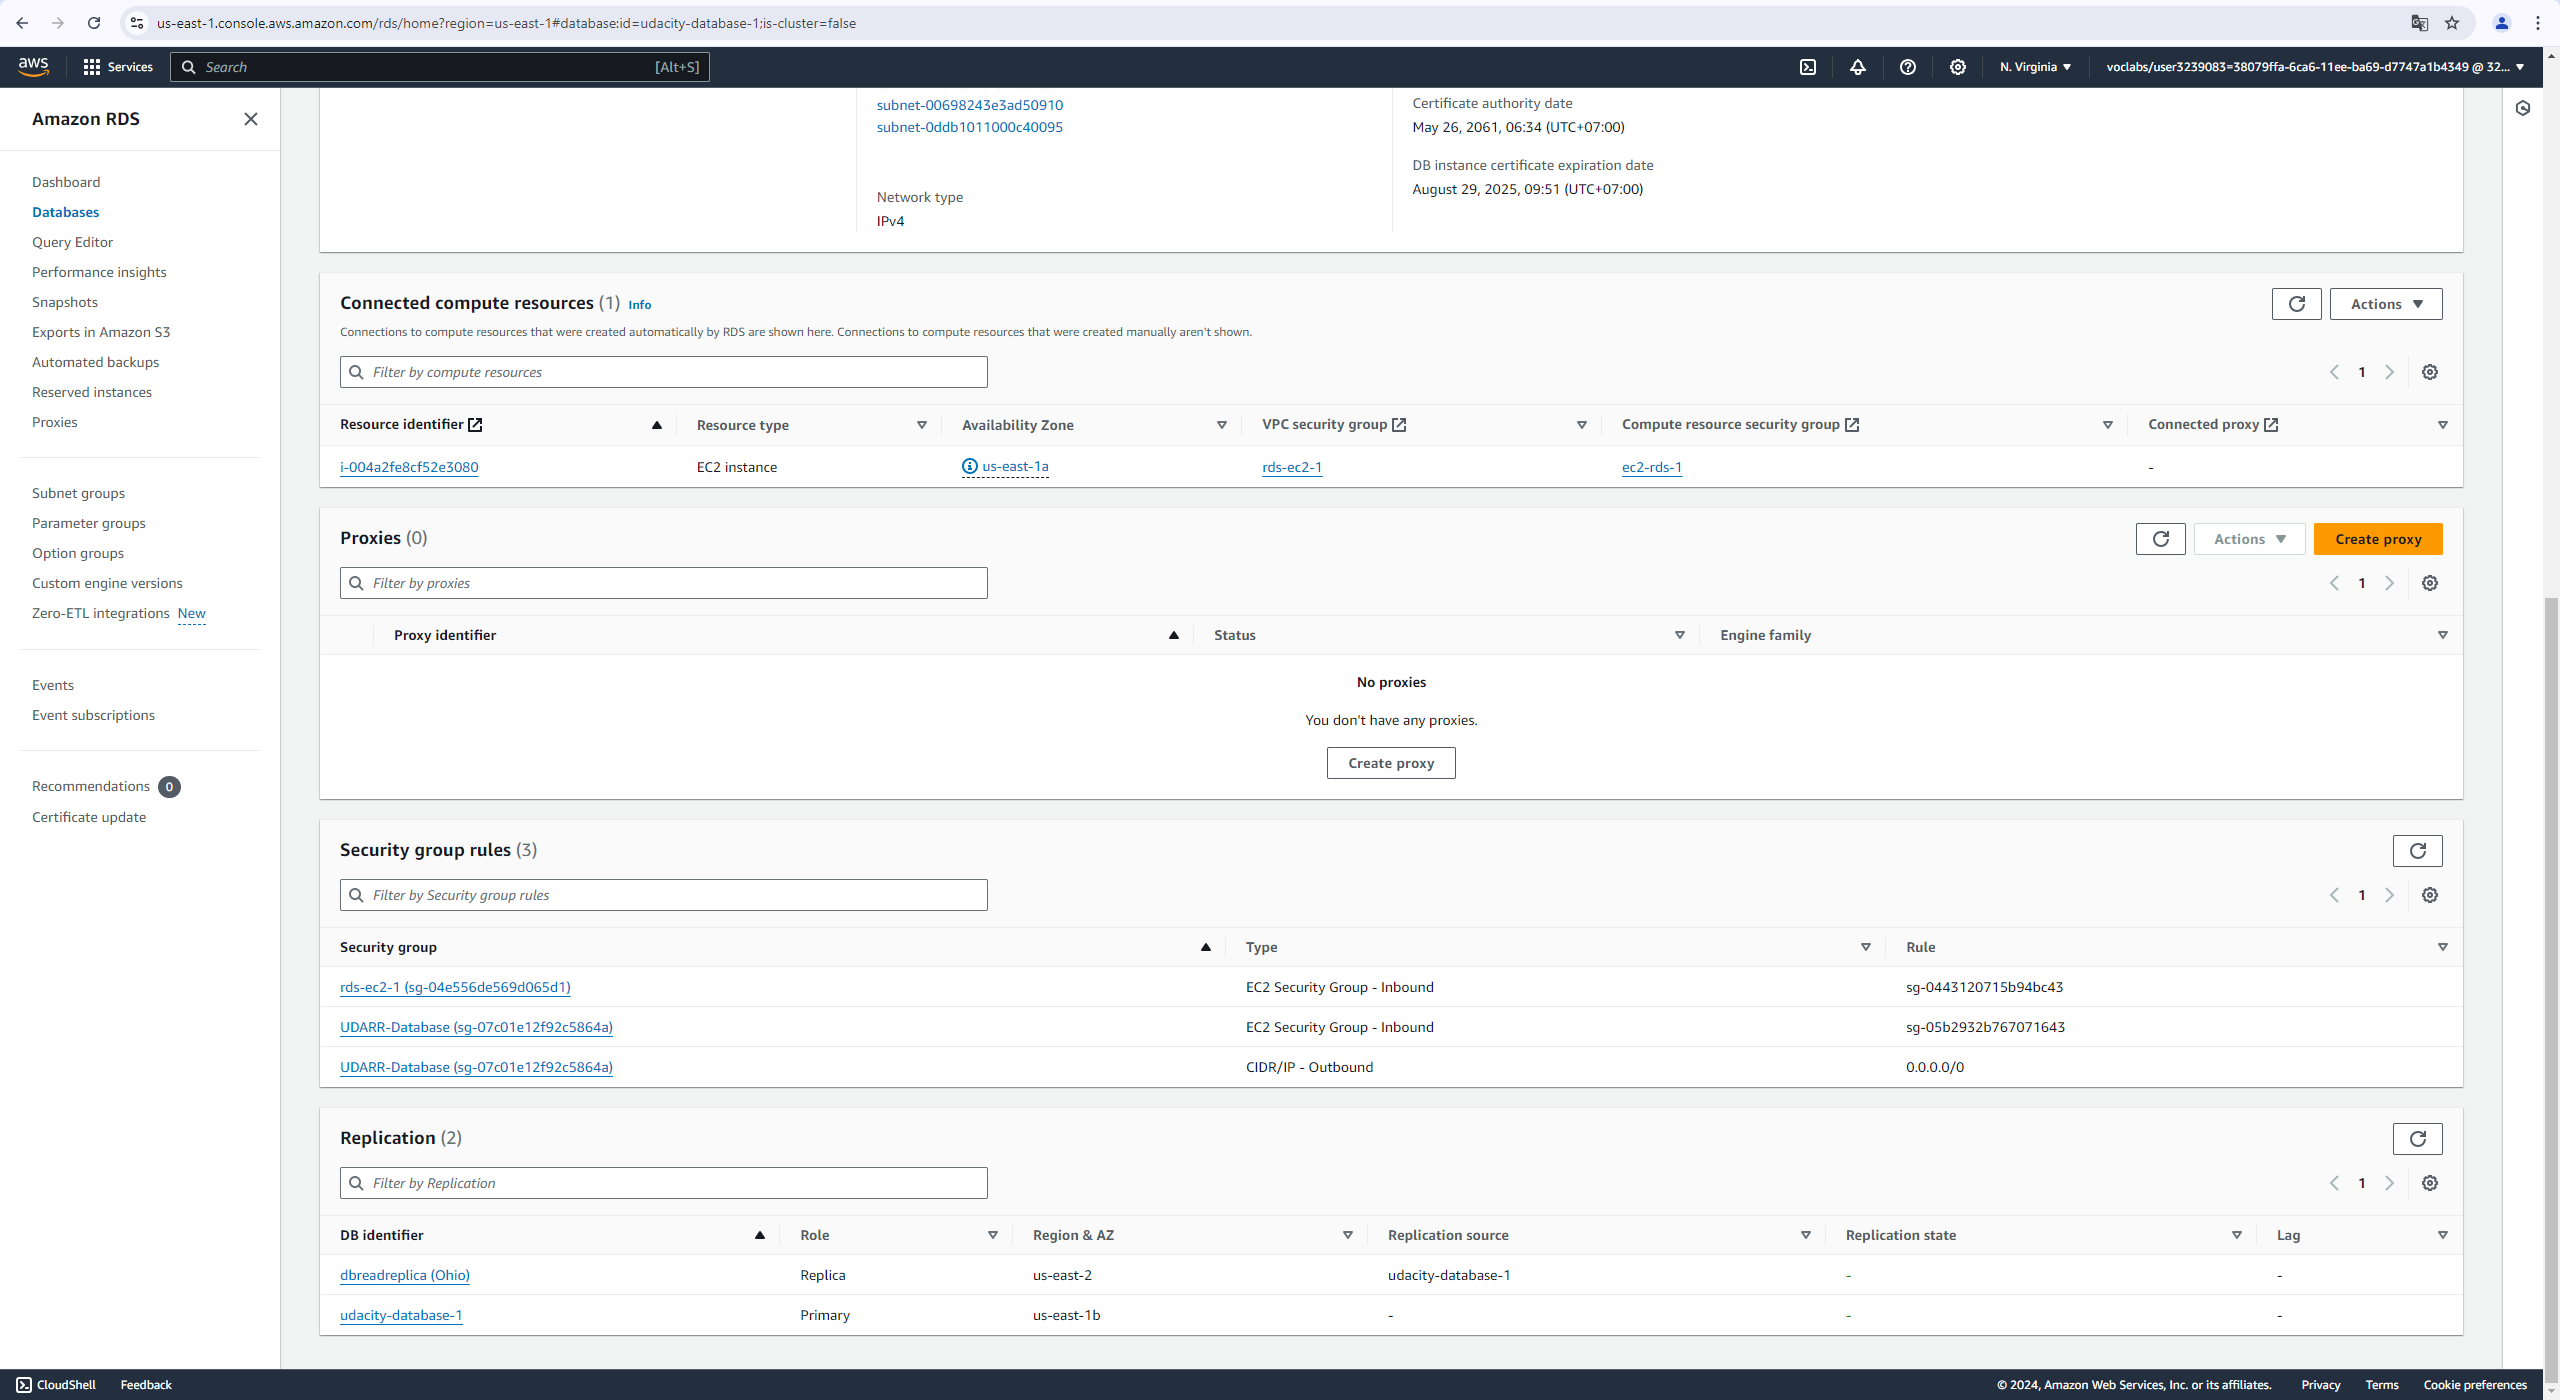 us-east-1.console.aws.amazon.com/rds/home?region=us-east-1#database:id=udacity-database-1;is-cluster=false
aws
Services
Search
[Alt+S]
N. Virginia
voclabs/user3239083=38079ffa-6ca6-11ee-ba69-d7747a1b4349 @ 32...
Amazon RDS
Dashboard
Databases
Query Editor
Performance insights
Snapshots
Exports in Amazon S3
Automated backups
Reserved instances
Proxies
Subnet groups
Parameter groups
Option groups
Custom engine versions
Zero-ETL integrations New
Events
Event subscriptions
Recommendations 0
Certificate update
subnet-00698243e3ad50910
subnet-0ddb1011000c40095
Network type
IPv4
Certificate authority date
May 26, 2061, 06:34 (UTC+07:00)
DB instance certificate expiration date
August 29, 2025, 09:51 (UTC+07:00)
Connected compute resources (1) Info
Actions
Connections to compute resources that were created automatically by RDS are shown here. Connections to compute resources that were created manually aren't shown.
Filter by compute resources
1
Resource identifier Resource type Availability Zone VPC security group Compute resource security group Connected proxy
i-004a2fe8cf52e3080 EC2 instance us-east-1a rds-ec2-1 ec2-rds-1 -
Proxies (0)
Actions
Create proxy
Filter by proxies
1
Proxy identifier Status Engine family
No proxies
You don't have any proxies.
Create proxy
Security group rules (3)
Filter by Security group rules
1
Security group Type Rule
rds-ec2-1 (sg-04e556de569d065d1) EC2 Security Group - Inbound sg-0443120715b94bc43
UDARR-Database (sg-07c01e12f92c5864a) EC2 Security Group - Inbound sg-05b2932b767071643
UDARR-Database (sg-07c01e12f92c5864a) CIDR/IP - Outbound 0.0.0.0/0
Replication (2)
Filter by Replication
1
DB identifier Role Region & AZ Replication source Replication state Lag
dbreadreplica (Ohio) Replica us-east-2 udacity-database-1 - -
udacity-database-1 Primary us-east-1b - - -
CloudShell
Feedback
© 2024, Amazon Web Services, Inc. or its affiliates.
Privacy
Terms
Cookie preferences